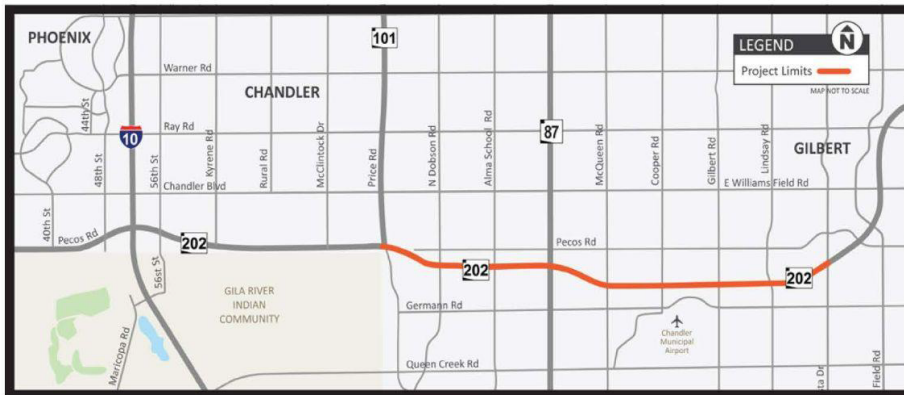 PHOENIX
CHANDLER
GILBERT
LEGEND
N
Project Limits
MAP NOT TO SCALE
101
87
10
202
202
202
Warner Rd
Ray Rd
Chandler Blvd
E Williams Field Rd
Pecos Rd
Pecos Rd
Germann Rd
Queen Creek Rd
40th St
44th St
48th St
56th St
56st St
Kyrene Rd
Rural Rd
McClintock Dr
Price Rd
N Dobson Rd
Alma School Rd
McQueen Rd
Cooper Rd
Gilbert Rd
Lindsay Rd
Maricopa Rd
GILA RIVER
INDIAN
COMMUNITY
Chandler
Municipal
Airport
ta Dr
Field Rd